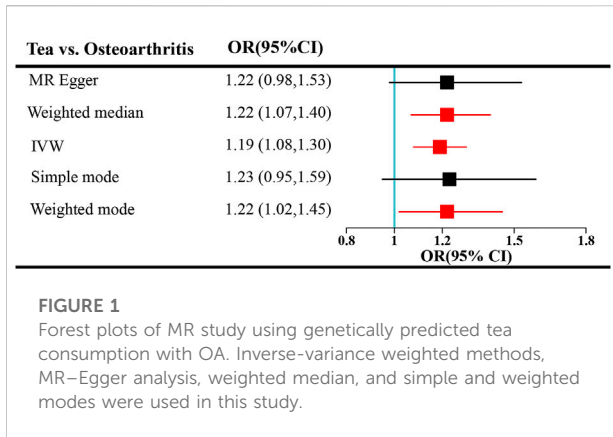 Tea vs. Osteoarthritis OR(95%CI)
MR Egger 1.22 (0.98,1.53)
Weighted median 1.22 (1.07,1.40)
IVW 1.19 (1.08,1.30)
Simple mode 1.23 (0.95,1.59)
Weighted mode 1.22 (1.02,1.45)
0.8 1 1.2 1.5 1.8
OR(95% CI)
FIGURE 1
Forest plots of MR study using genetically predicted tea
consumption with OA. Inverse-variance weighted methods,
MR–Egger analysis, weighted median, and simple and weighted
modes were used in this study.